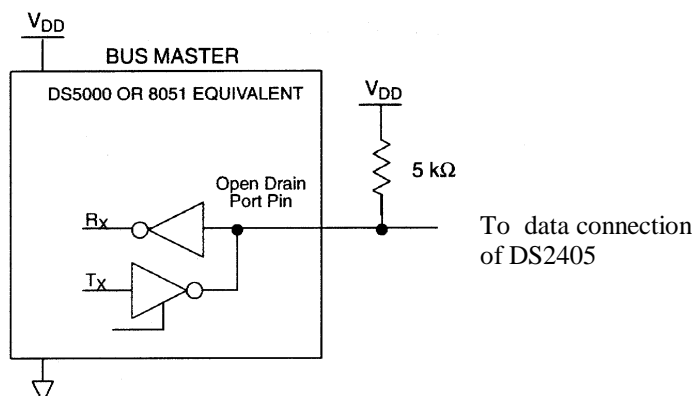 VDD
BUS MASTER
DS5000 OR 8051 EQUIVALENT
VDD
5 kΩ
Open Drain
Port Pin
RX
TX
To data connection
of DS2405